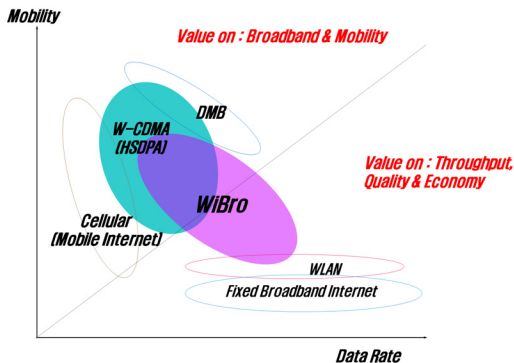 Mobility
Value on : Broadband & Mobility
DMB
W-CDMA
(HSDPA)
Value on : Throughput,
Quality & Economy
WiBro
Cellular
(Mobile Internet)
WLAN
Fixed Broadband Internet
Data Rate